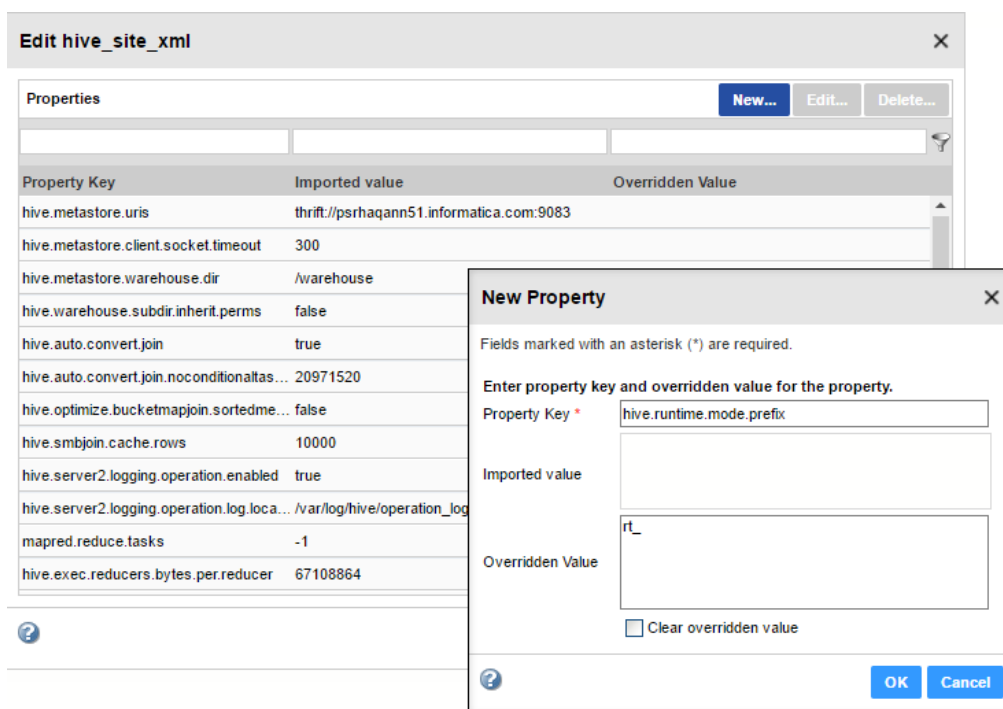 Edit hive_site_xml
Properties
New...
Edit...
Delete...
Property Key Imported value Overridden Value
hive.metastore.uris thrift://psrhaqann51.informatica.com:9083
hive.metastore.client.socket.timeout 300
hive.metastore.warehouse.dir /warehouse
hive.warehouse.subdir.inherit.perms false
hive.auto.convert.join true
hive.auto.convert.join.noconditionaltas... 20971520
hive.optimize.bucketmapjoin.sortedme... false
hive.smbjoin.cache.rows 10000
hive.server2.logging.operation.enabled true
hive.server2.logging.operation.log.loca... /var/log/hive/operation_log
mapred.reduce.tasks -1
hive.exec.reducers.bytes.per.reducer 67108864
New Property
Fields marked with an asterisk (*) are required.
Enter property key and overridden value for the property.
Property Key * hive.runtime.mode.prefix
Imported value
Overridden Value rt_
Clear overridden value
OK Cancel